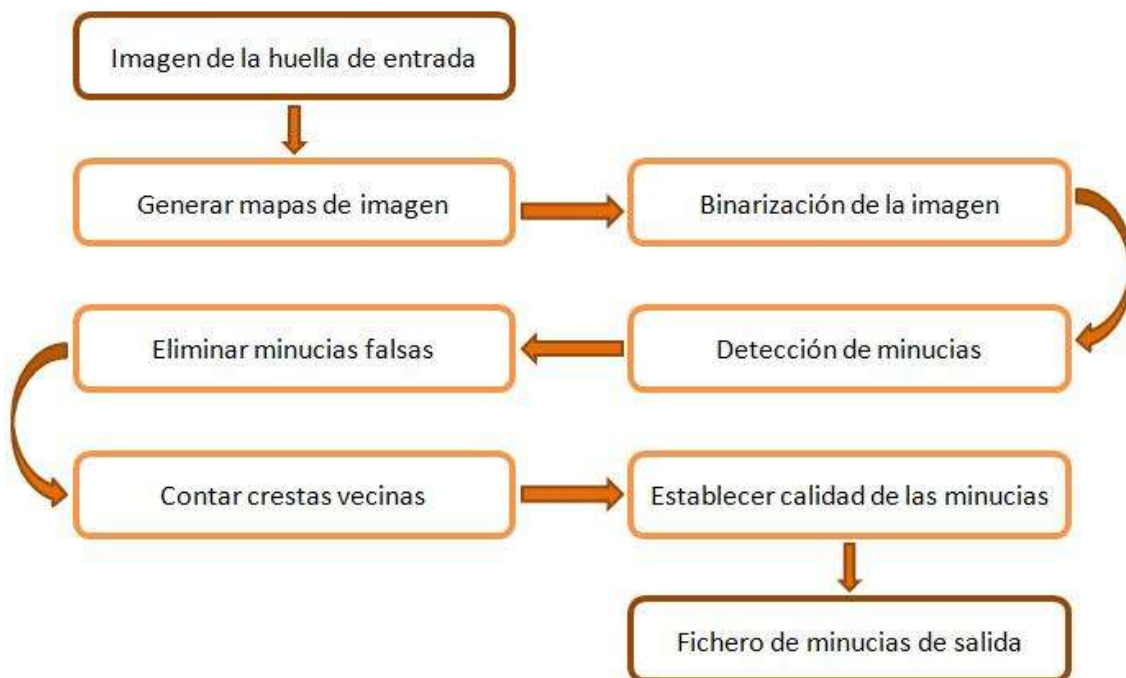 Imagen de la huella de entrada
Generar mapas de imagen
Binarización de la imagen
Detección de minucias
Eliminar minucias falsas
Contar crestas vecinas
Establecer calidad de las minucias
Fichero de minucias de salida